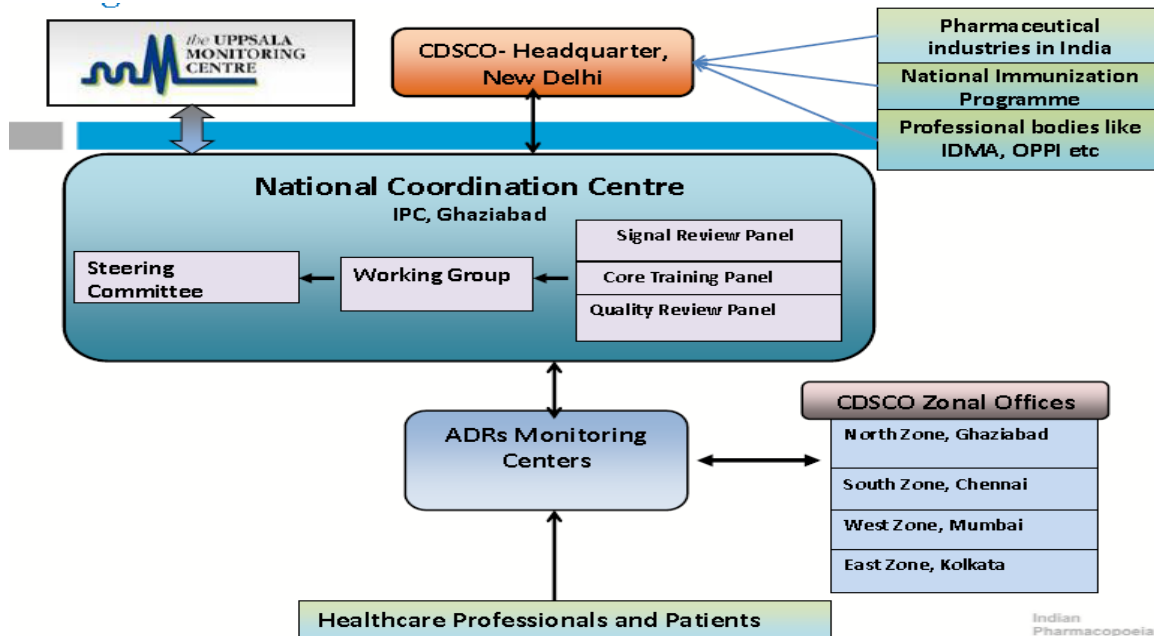 the UPPSALA
MONITORING
CENTRE
CDSCO- Headquarter,
New Delhi
Pharmaceutical
industries in India
National Immunization
Programme
Professional bodies like
IDMA, OPPI etc
National Coordination Centre
IPC, Ghaziabad
Steering
Committee
Working Group
Signal Review Panel
Core Training Panel
Quality Review Panel
ADRs Monitoring
Centers
CDSCO Zonal Offices
North Zone, Ghaziabad
South Zone, Chennai
West Zone, Mumbai
East Zone, Kolkata
Healthcare Professionals and Patients
Indian
Pharmacopoeia